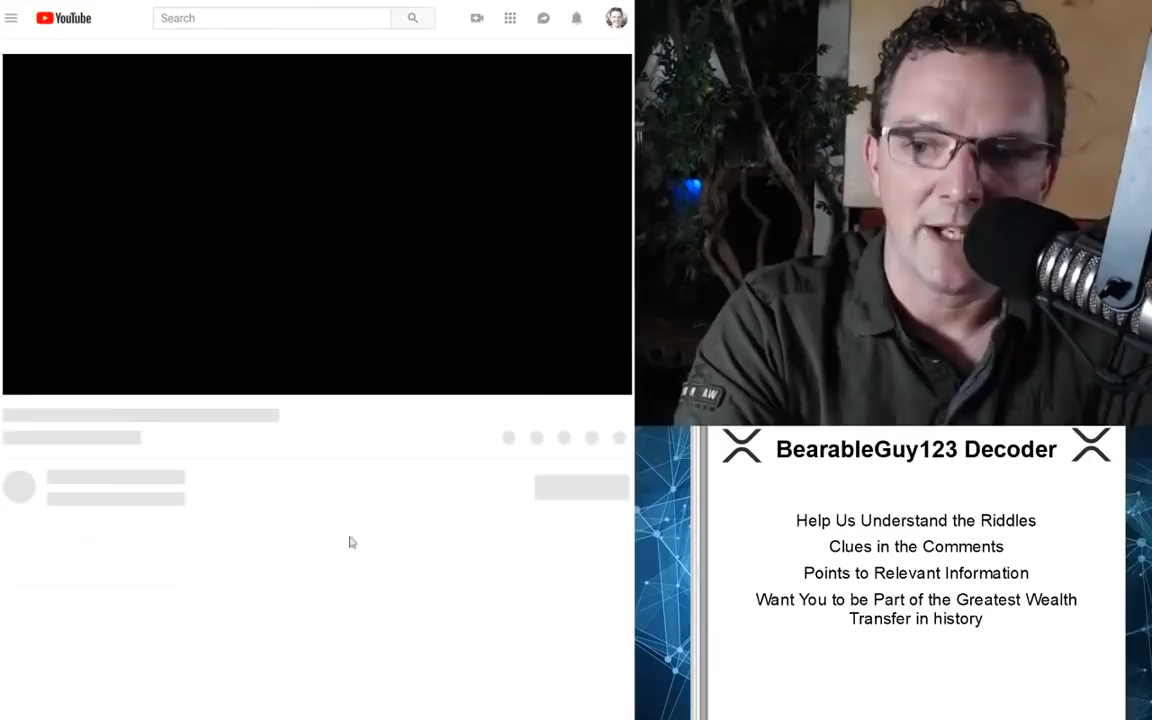 YouTube
Search
BearableGuy123 Decoder
Help Us Understand the Riddles
Clues in the Comments
Points to Relevant Information
Want You to be Part of the Greatest Wealth
Transfer in history